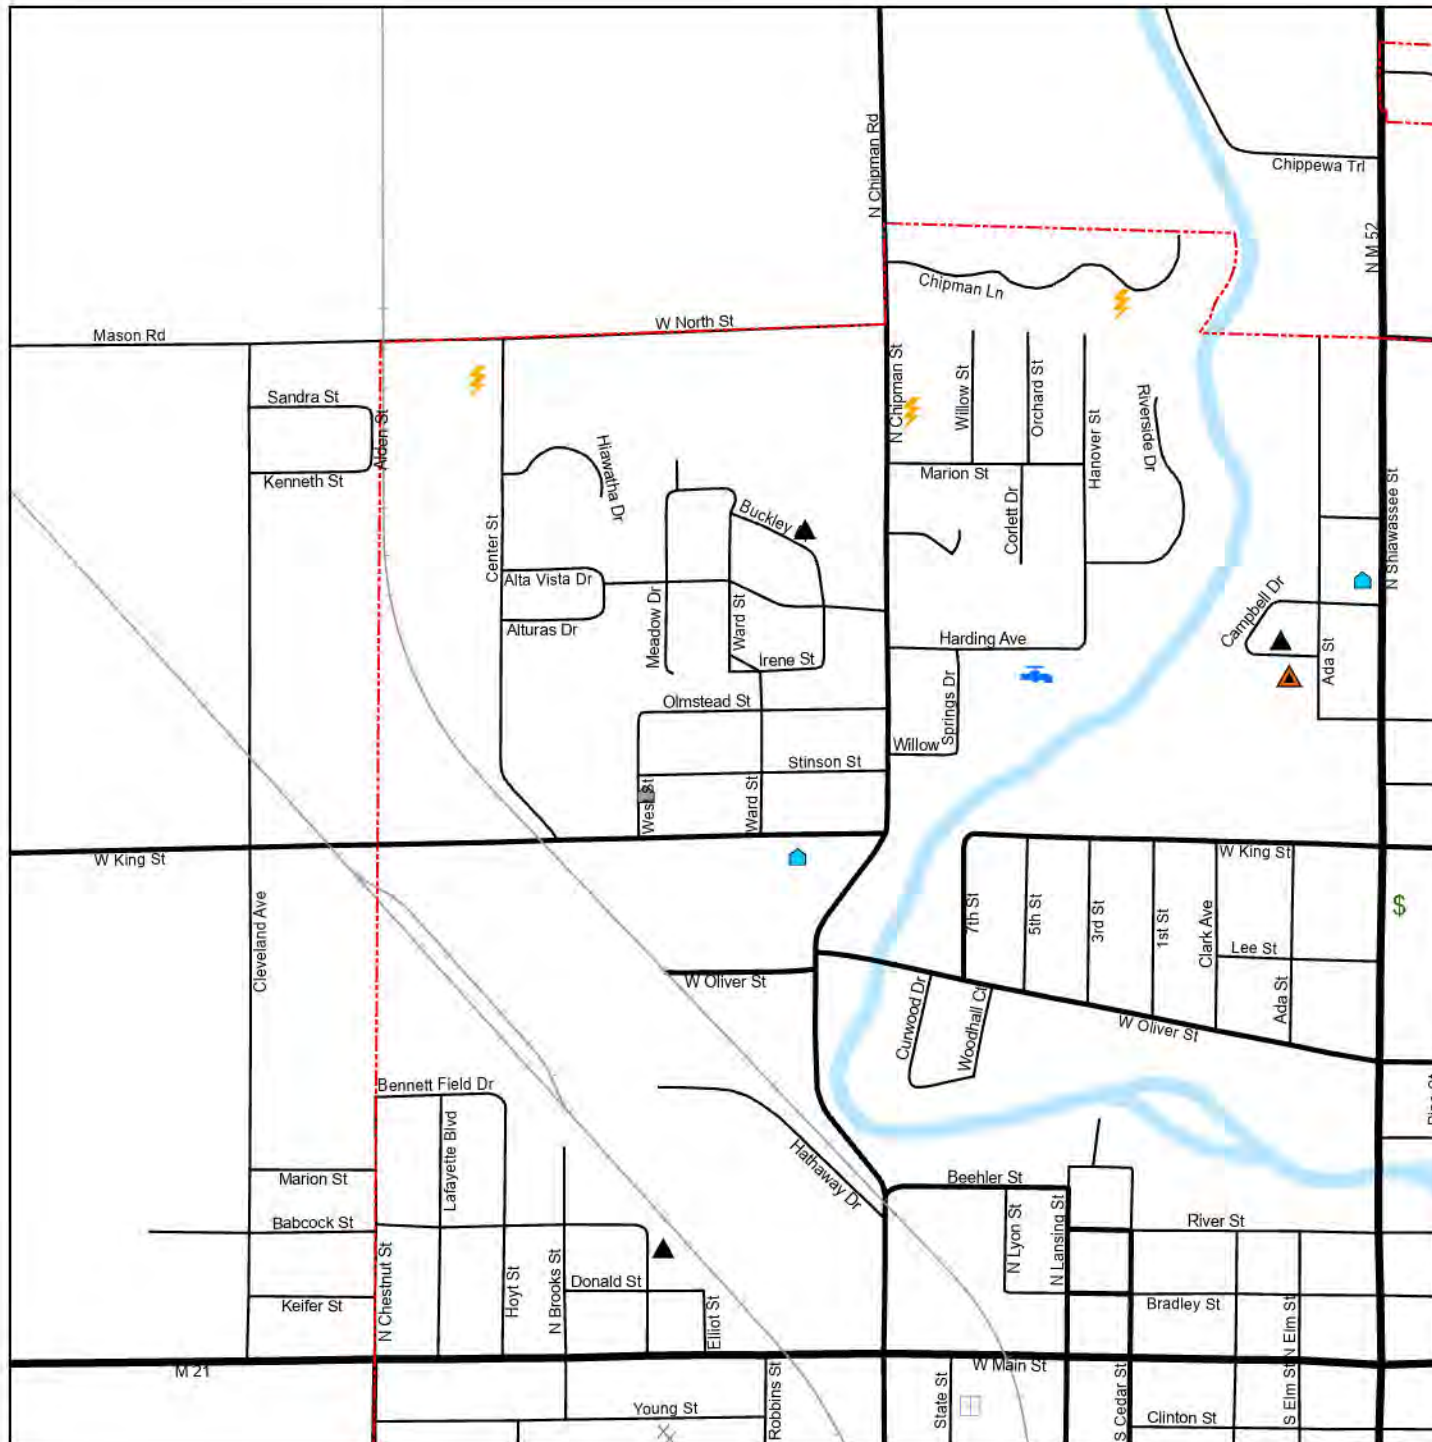 N Chipman Rd
Chippewa Trl
N M 52
Chipman Ln
W North St
Mason Rd
N Chipman St
Willow St
Orchard St
Hanover St
Riverside Dr
Sandra St
Alden St
Kenneth St
Hiawatha Dr
Marion St
Corlett Dr
N Shiawassee St
Buckley
Center St
Alta Vista Dr
Alturas Dr
Meadow Dr
Ward St
Irene St
Harding Ave
Campbell Dr
Ada St
Olmstead St
Willow
Springs Dr
Stinson St
West St
Ward St
W King St
W King St
Cleveland Ave
7th St
5th St
3rd St
1st St
Clark Ave
Lee St
Ada St
$
W Oliver St
Curwood Dr
Woodhall Ct
W Oliver St
Bennett Field Dr
Lafayette Blvd
Hathaway Dr
Marion St
Beehler St
Babcock St
N Lyon St
N Lansing St
River St
N Chestnut St
Hoyt St
N Brooks St
Donald St
Elliot St
Keifer St
Bradley St
N Elm St
M 21
W Main St
Robbins St
State St
S Cedar St
S Elm St
Young St
Clinton St